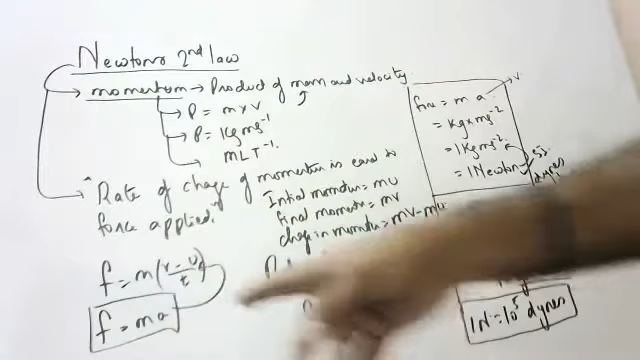 Newtons 2nd law
momentum → Product of mass and velocity.
P = m x v
P = Kg ms⁻¹
MLT⁻¹.
"Rate of change of momentum is equal to
force applied"
Initial momentum = mu
final momentum = mv
change in momentum = mv - mu
f = m(v-u/t)
f = ma
force = m a
= Kg x ms⁻²
= 1 Kg ms⁻²
= 1 Newton
dynes
1N = 10⁵ dynes